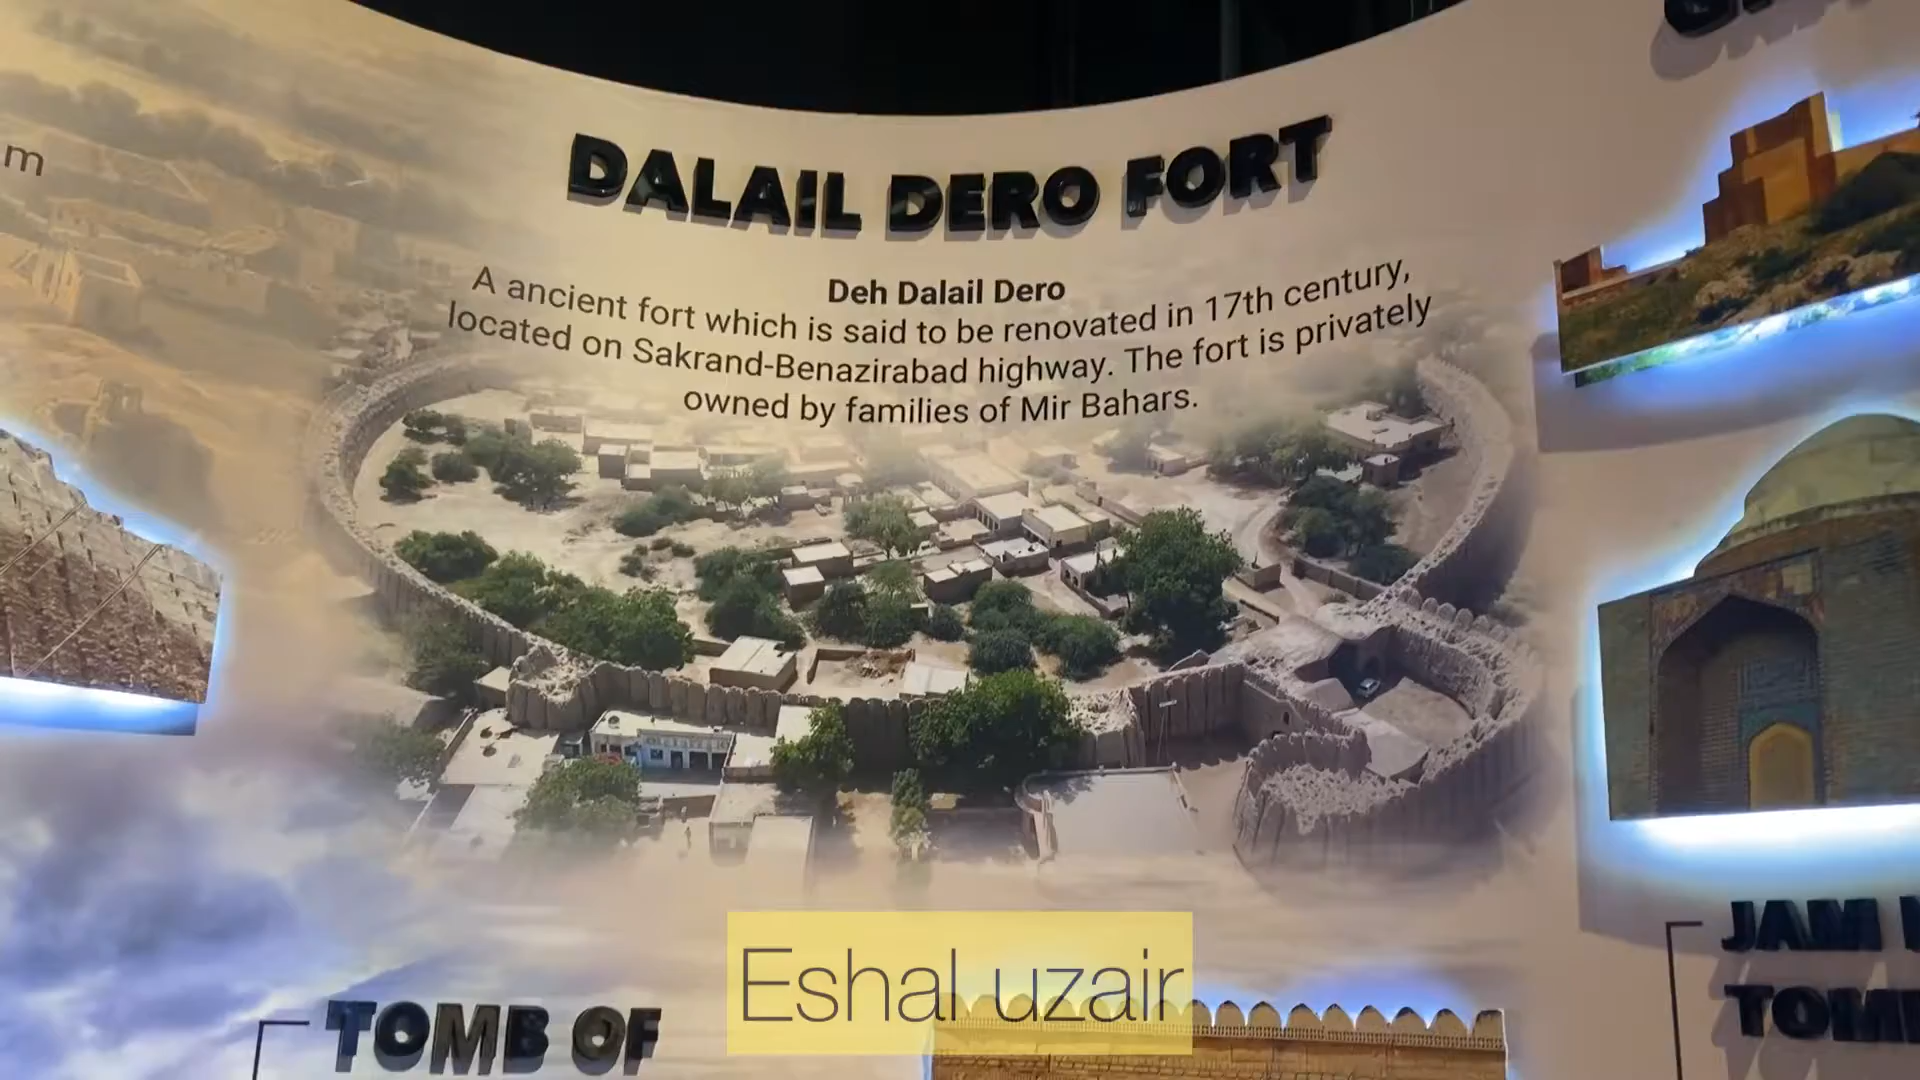 m
DALAIL DERO FORT
Deh Dalail Dero
A ancient fort which is said to be renovated in 17th century,
located on Sakrand-Benazirabad highway. The fort is privately
owned by families of Mir Bahars.
Eshal uzair
TOMB OF
JAM
TOMB